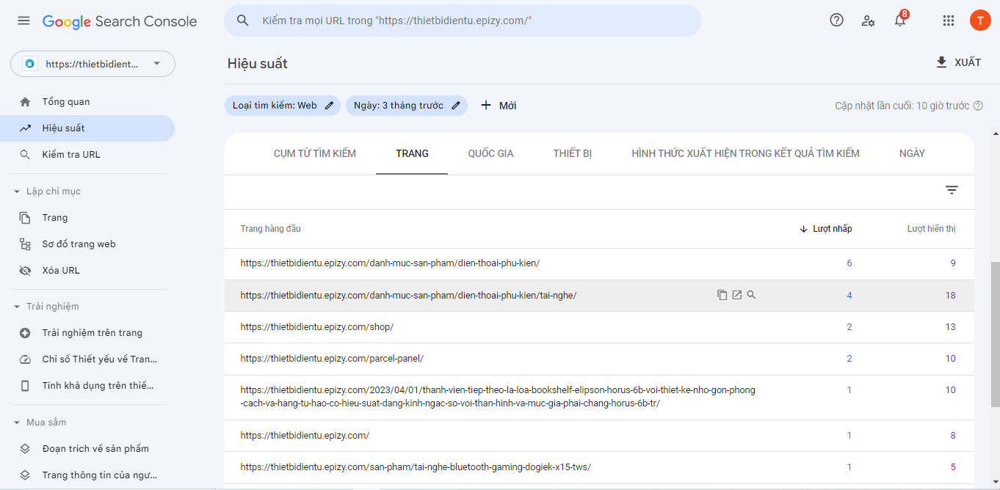 Google Search Console
Kiểm tra mọi URL trong "https://thietbidientu.epizy.com/"
8
T
https://thietbidient...
Hiệu suất
XUẤT
Loại tìm kiếm: Web
Ngày: 3 tháng trước
Mới
Cập nhật lần cuối: 10 giờ trước
Tổng quan
Hiệu suất
Kiểm tra URL
Lập chỉ mục
Trang
Sơ đồ trang web
Xóa URL
Trải nghiệm
Trải nghiệm trên trang
Chỉ số Thiết yếu về Tran...
Tính khả dụng trên thiế...
Mua sắm
Đoạn trích về sản phẩm
Trang thông tin của ngư...
CỤM TỪ TÌM KIẾM TRANG QUỐC GIA THIẾT BỊ HÌNH THỨC XUẤT HIỆN TRONG KẾT QUẢ TÌM KIẾM NGÀY
Trang hàng đầu Lượt nhấp Lượt hiển thị
https://thietbidientu.epizy.com/danh-muc-san-pham/dien-thoai-phu-kien/ 6 9
https://thietbidientu.epizy.com/danh-muc-san-pham/dien-thoai-phu-kien/tai-nghe/ 4 18
https://thietbidientu.epizy.com/shop/ 2 13
https://thietbidientu.epizy.com/parcel-panel/ 2 10
https://thietbidientu.epizy.com/2023/04/01/thanh-vien-tiep-theo-la-loa-bookshelf-elipson-horus-6b-voi-thiet-ke-nho-gon-phong 1 10
-cach-va-hang-tu-hao-co-hieu-suat-dang-kinh-ngac-so-voi-than-hinh-va-muc-gia-phai-chang-horus-6b-tr/
https://thietbidientu.epizy.com/ 1 8
https://thietbidientu.epizy.com/san-pham/tai-nghe-bluetooth-gaming-dogiek-x15-tws/ 1 5